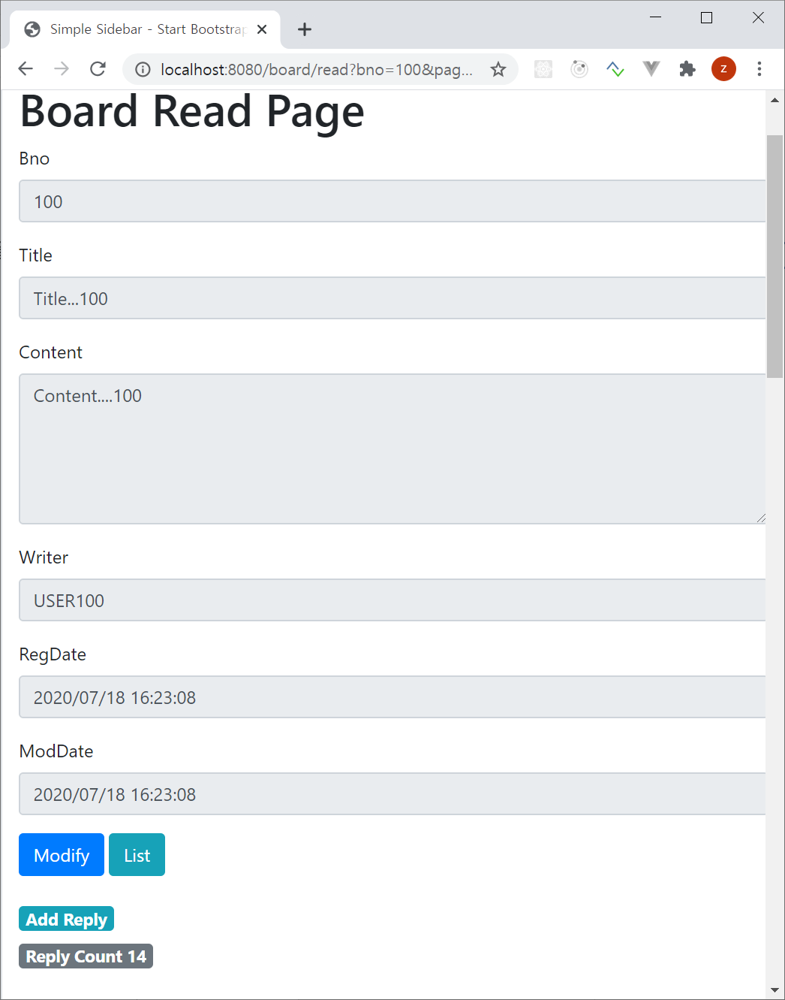 Simple Sidebar - Start Bootstrap
localhost:8080/board/read?bno=100&pag...
z
Board Read Page
Bno
100
Title
Title...100
Content
Content....100
Writer
USER100
RegDate
2020/07/18 16:23:08
ModDate
2020/07/18 16:23:08
Modify List
Add Reply
Reply Count 14